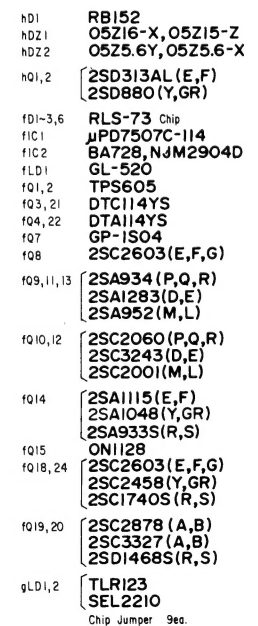 hD1 RB152
hDZ1 05Z16-X, 05Z15-Z
hDZ2 05Z5.6Y, 05Z5.6-X
hQ1,2 2SD313AL(E,F)
2SD880(Y,GR)
fD1~3,6 RLS-73 Chip
fIC1 µPD7507C-114
fIC2 BA728, NJM2904D
fLD1 GL-520
fQ1,2 TPS605
fQ3,21 DTC114YS
fQ4,22 DTA114YS
fQ7 GP-1S04
fQ8 2SC2603(E,F,G)
fQ9,11,13 2SA934(P,Q,R)
2SA1283(D,E)
2SA952(M,L)
fQ10,12 2SC2060(P,Q,R)
2SC3243(D,E)
2SC2001(M,L)
fQ14 2SA1115(E,F)
2SA1048(Y,GR)
2SA933S(R,S)
fQ15 ON1128
fQ18,24 2SC2603(E,F,G)
2SC2458(Y,GR)
2SC1740S(R,S)
fQ19,20 2SC2878(A,B)
2SC3327(A,B)
2SD1468S(R,S)
gLD1,2 TLR123
SEL2210
Chip Jumper 9ea.